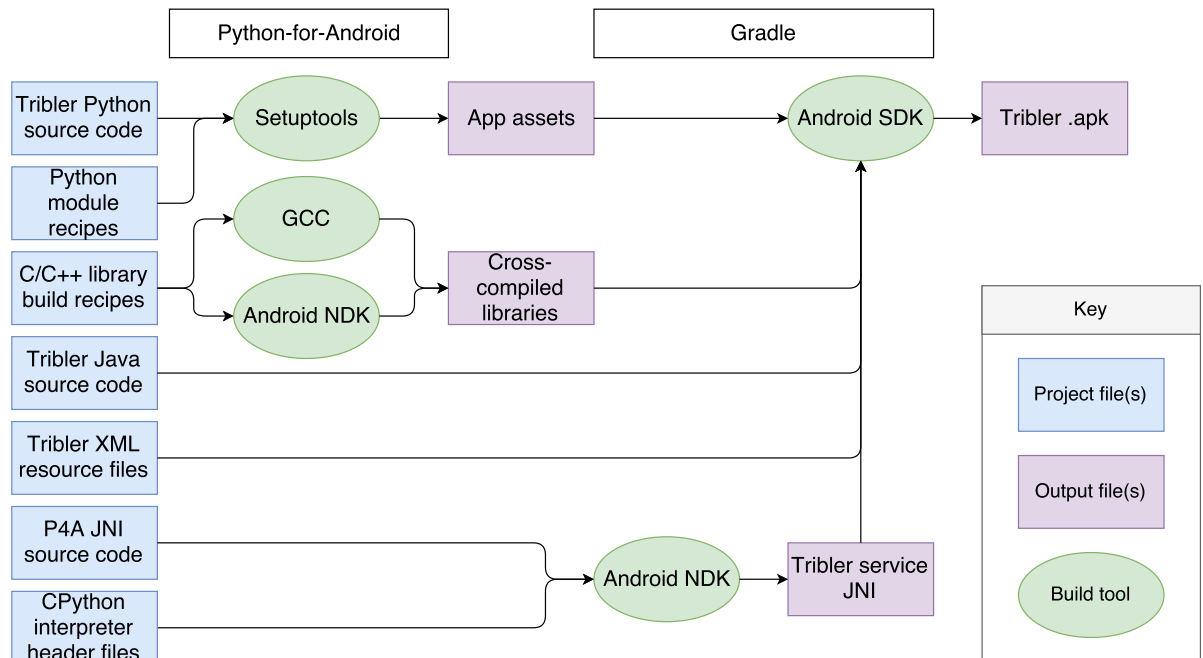 Python-for-Android
Gradle
Tribler Python
source code
Setuptools
App assets
Android SDK
Tribler .apk
Python
module
recipes
GCC
C/C++ library
build recipes
Cross-
compiled
libraries
Android NDK
Key
Tribler Java
source code
Project file(s)
Tribler XML
resource files
Output file(s)
P4A JNI
source code
Android NDK
Tribler service
JNI
Build tool
CPython
interpreter
header files